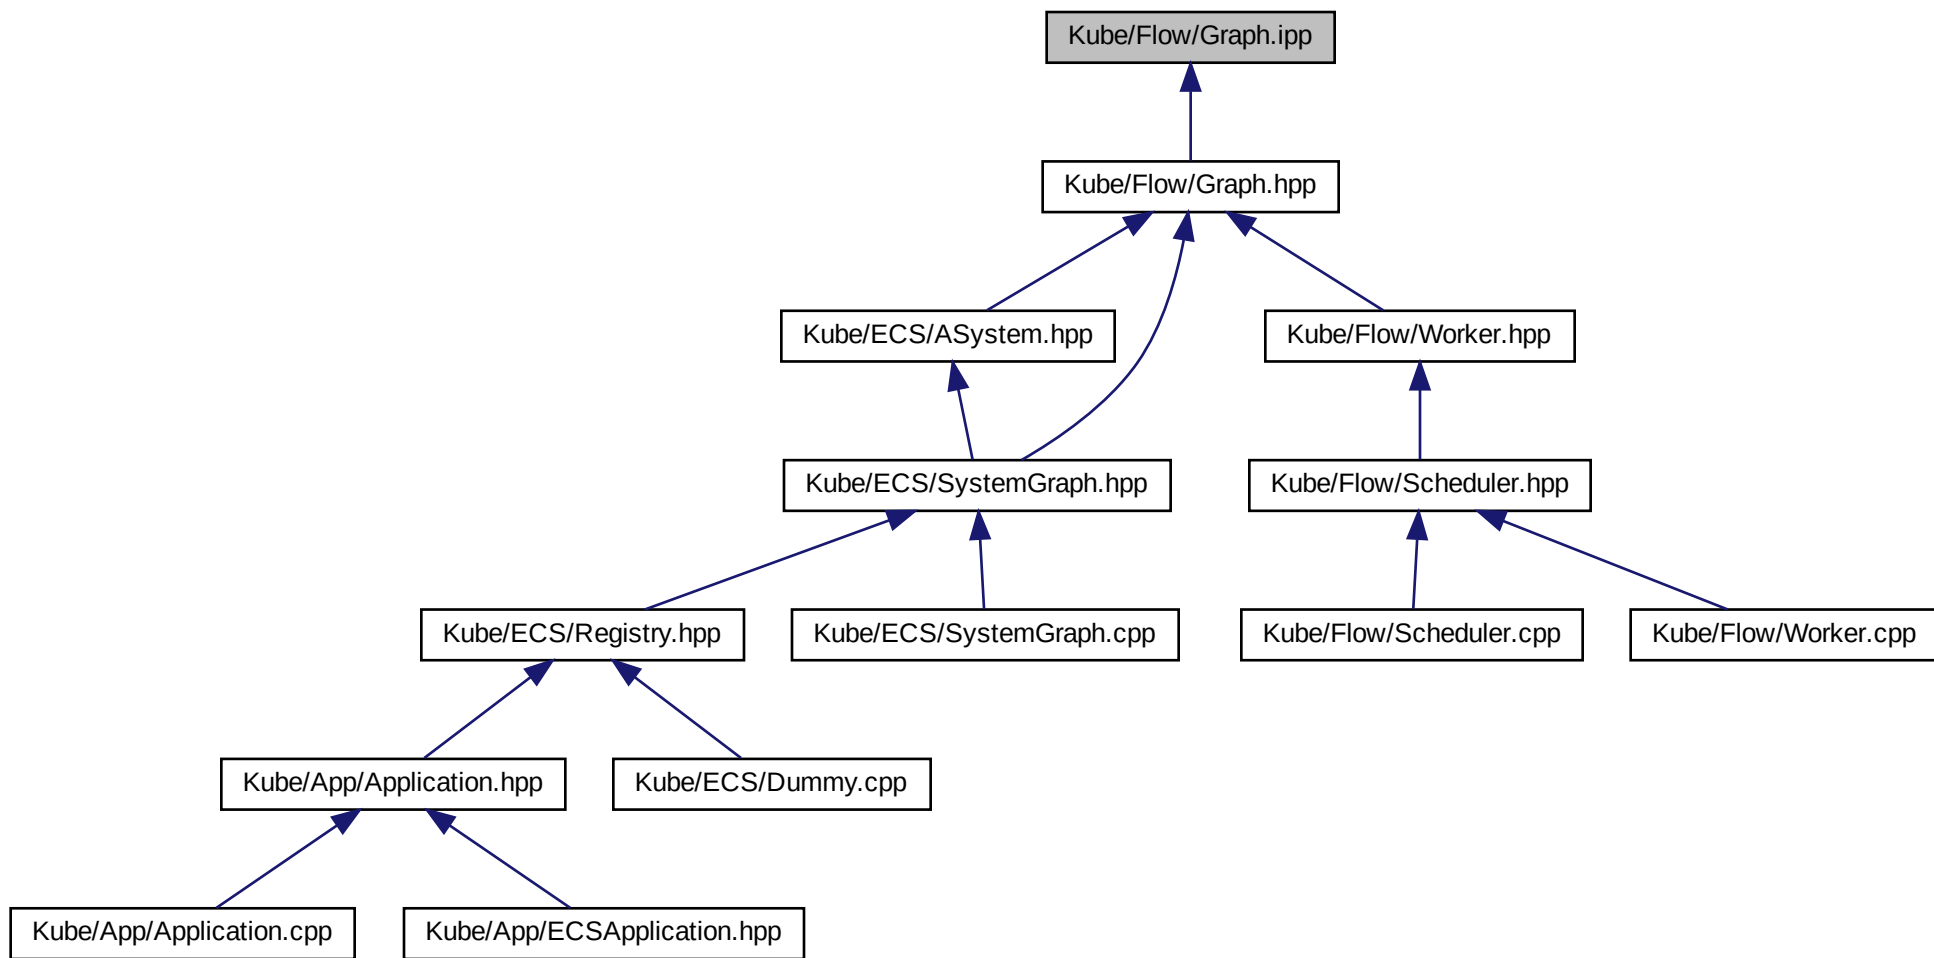 Kube/Flow/Graph.ipp
Kube/Flow/Graph.hpp
Kube/ECS/ASystem.hpp
Kube/Flow/Worker.hpp
Kube/ECS/SystemGraph.hpp
Kube/Flow/Scheduler.hpp
Kube/ECS/Registry.hpp
Kube/ECS/SystemGraph.cpp
Kube/Flow/Scheduler.cpp
Kube/Flow/Worker.cpp
Kube/App/Application.hpp
Kube/ECS/Dummy.cpp
Kube/App/Application.cpp
Kube/App/ECSApplication.hpp